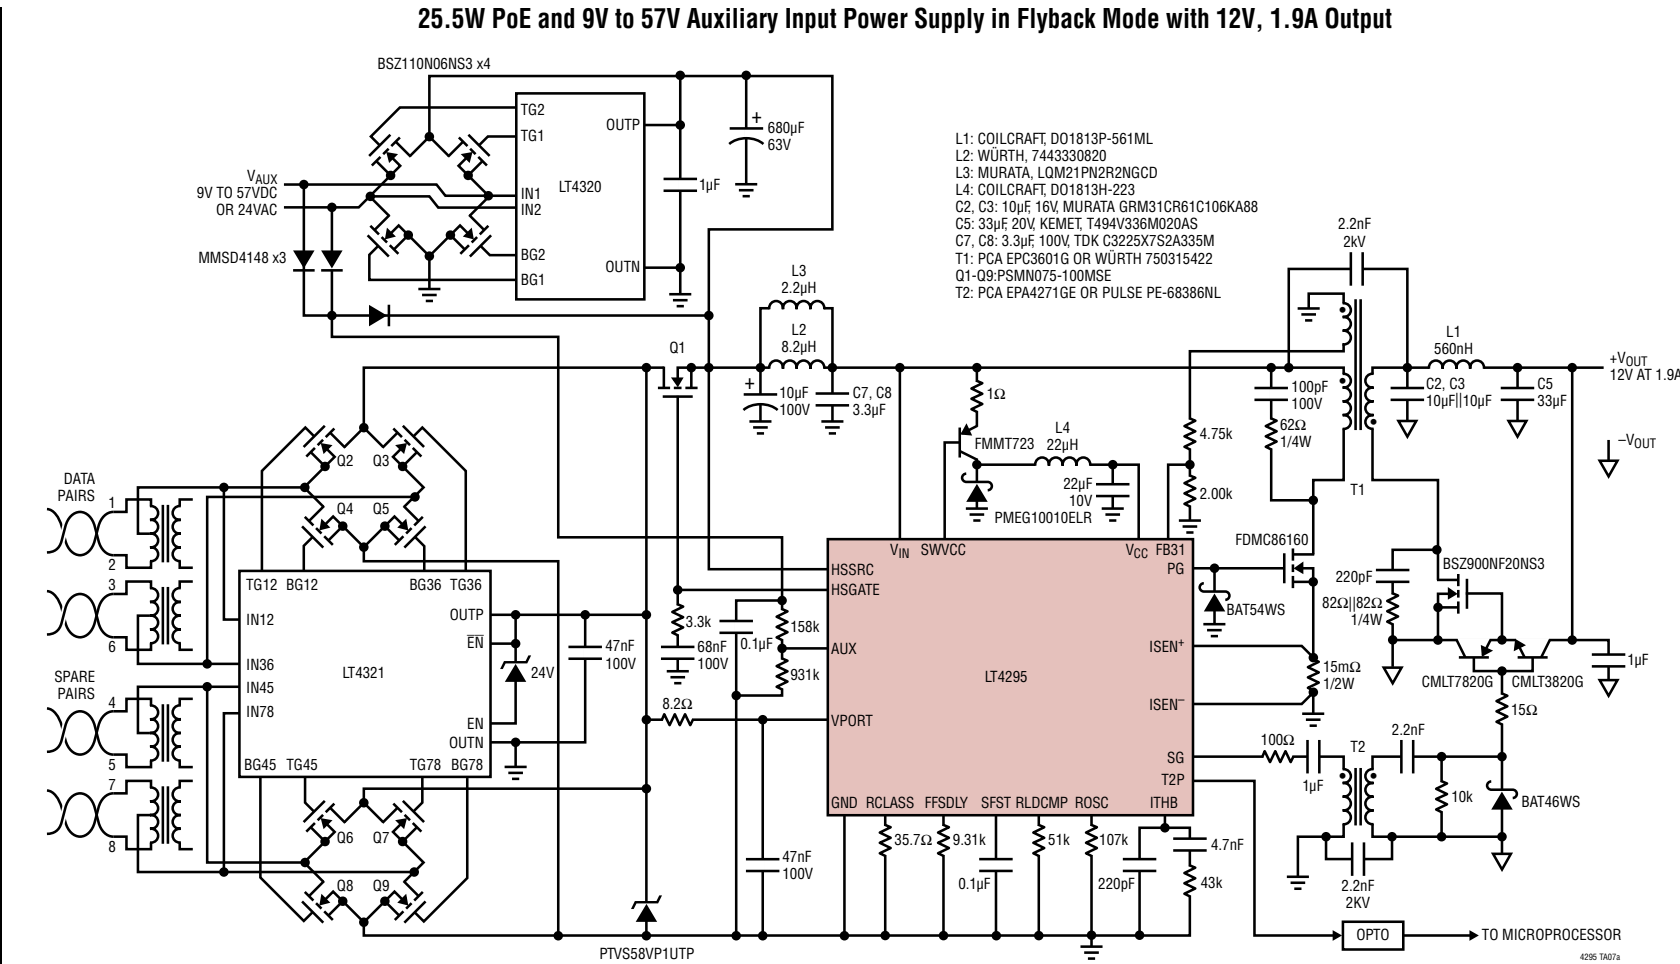 25.5W PoE and 9V to 57V Auxiliary Input Power Supply in Flyback Mode with 12V, 1.9A Output
BSZ110N06NS3 x4
TG2
TG1
OUTP
LT4320
IN1
IN2
BG2
BG1
OUTN
+
680µF
63V
1µF
VAUX
9V TO 57VDC
OR 24VAC
MMSD4148 x3
L1: COILCRAFT, DO1813P-561ML
L2: WÜRTH, 7443330820
L3: MURATA, LQM21PN2R2NGCD
L4: COILCRAFT, DO1813H-223
C2, C3: 10µF, 16V, MURATA GRM31CR61C106KA88
C5: 33µF, 20V, KEMET, T494V336M020AS
C7, C8: 3.3µF, 100V, TDK C3225X7S2A335M
T1: PCA EPC3601G OR WÜRTH 750315422
Q1-Q9:PSMN075-100MSE
T2: PCA EPA4271GE OR PULSE PE-68386NL
2.2nF
2kV
L3
2.2µH
L2
8.2µH
Q1
+
10µF
100V
C7, C8
3.3µF
1Ω
FMMT723
L4
22µH
22µF
10V
PMEG10010ELR
4.75k
2.00k
100pF
100V
62Ω
1/4W
T1
L1
560nH
C2, C3
10µF||10µF
C5
33µF
+VOUT
12V AT 1.9A
–VOUT
DATA
PAIRS
1
2
3
6
SPARE
PAIRS
4
5
7
8
Q2
Q3
Q4
Q5
TG12
BG12
BG36
TG36
IN12
IN36
IN45
IN78
LT4321
OUTP
EN
EN
OUTN
BG45
TG45
TG78
BG78
Q6
Q7
Q8
Q9
24V
47nF
100V
3.3k
68nF
100V
0.1µF
158k
931k
8.2Ω
47nF
100V
PTVS58VP1UTP
VIN
SWVCC
VCC
FB31
HSSRC
HSGATE
AUX
VPORT
LT4295
PG
ISEN+
ISEN–
SG
T2P
GND
RCLASS
FFSDLY
SFST
RLDCMP
ROSC
ITHB
35.7Ω
9.31k
0.1µF
51k
107k
220pF
4.7nF
43k
FDMC86160
BAT54WS
15mΩ
1/2W
220pF
82Ω||82Ω
1/4W
BSZ900NF20NS3
CMLT7820G
CMLT3820G
1µF
15Ω
100Ω
1µF
T2
2.2nF
10k
BAT46WS
2.2nF
2KV
OPTO
TO MICROPROCESSOR
4295 TA07a